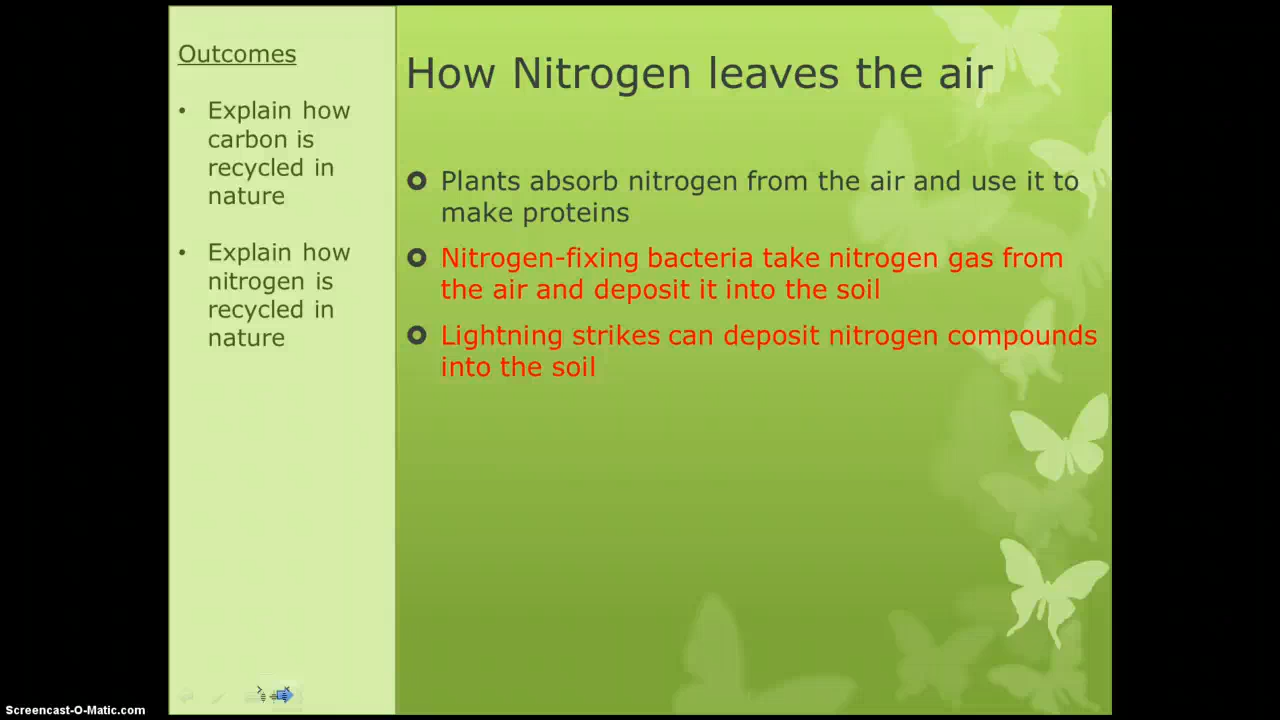 Outcomes
• Explain how
carbon is
recycled in
nature
• Explain how
nitrogen is
recycled in
nature
How Nitrogen leaves the air
Plants absorb nitrogen from the air and use it to
make proteins
Nitrogen-fixing bacteria take nitrogen gas from
the air and deposit it into the soil
Lightning strikes can deposit nitrogen compounds
into the soil
Screencast-O-Matic.com